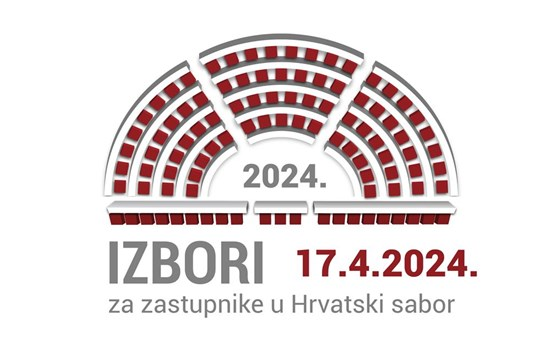 2024.
IZBORI 17.4.2024.
za zastupnike u Hrvatski sabor